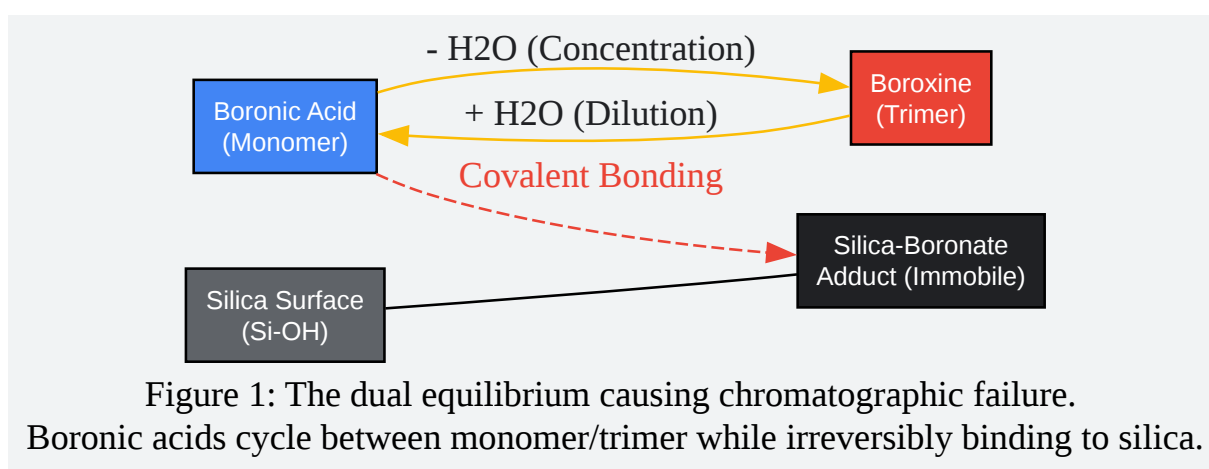 - H2O (Concentration)
Boronic Acid
(Monomer)
Boroxine
(Trimer)
+ H2O (Dilution)
Covalent Bonding
Silica-Boronate
Adduct (Immobile)
Silica Surface
(Si-OH)
Figure 1: The dual equilibrium causing chromatographic failure.
Boronic acids cycle between monomer/trimer while irreversibly binding to silica.